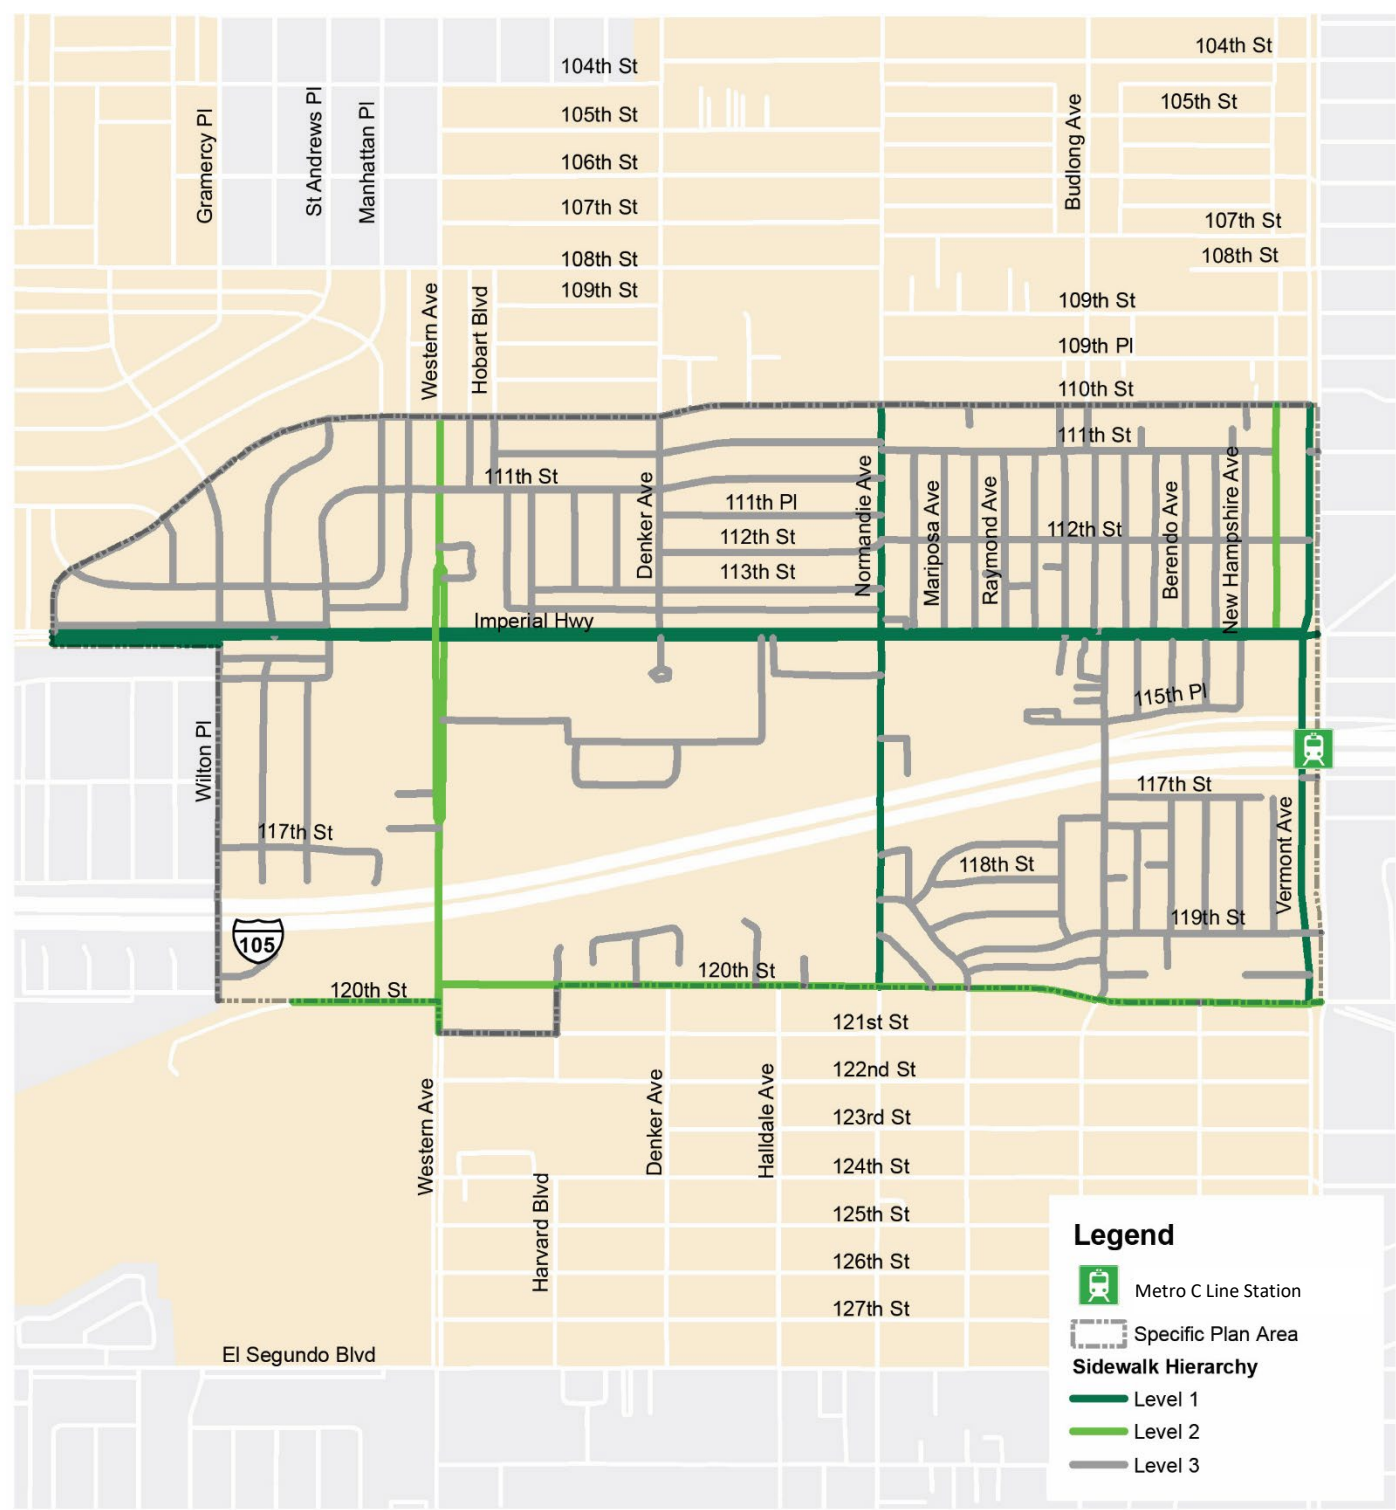 104th St
104th St
105th St
105th St
Gramercy Pl
St Andrews Pl
Manhattan Pl
Budlong Ave
106th St
107th St
107th St
108th St
108th St
109th St
109th St
Western Ave
Hobart Blvd
109th Pl
110th St
111th St
111th St
Denker Ave
111th Pl
112th St
113th St
Normandie Ave
Mariposa Ave
Raymond Ave
112th St
Berendo Ave
New Hampshire Ave
Imperial Hwy
115th Pl
Wilton Pl
117th St
117th St
118th St
Vermont Ave
119th St
105
120th St
120th St
121st St
122nd St
Western Ave
Denker Ave
Halldale Ave
123rd St
124th St
Harvard Blvd
125th St
126th St
127th St
El Segundo Blvd
Legend
Metro C Line Station
Specific Plan Area
Sidewalk Hierarchy
Level 1
Level 2
Level 3